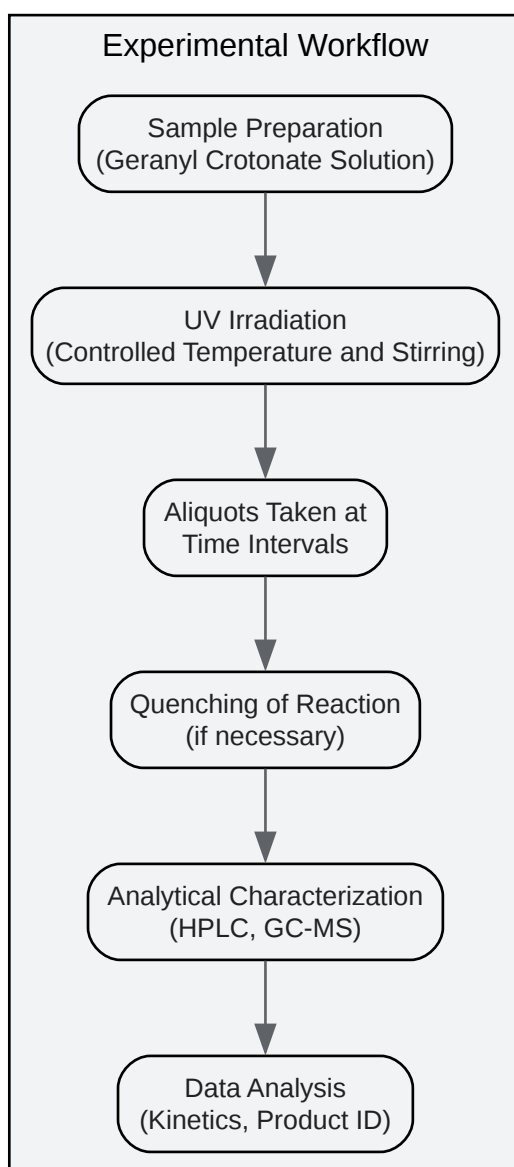 Experimental Workflow
Sample Preparation
(Geranyl Crotonate Solution)
UV Irradiation
(Controlled Temperature and Stirring)
Aliquots Taken at
Time Intervals
Quenching of Reaction
(if necessary)
Analytical Characterization
(HPLC, GC-MS)
Data Analysis
(Kinetics, Product ID)